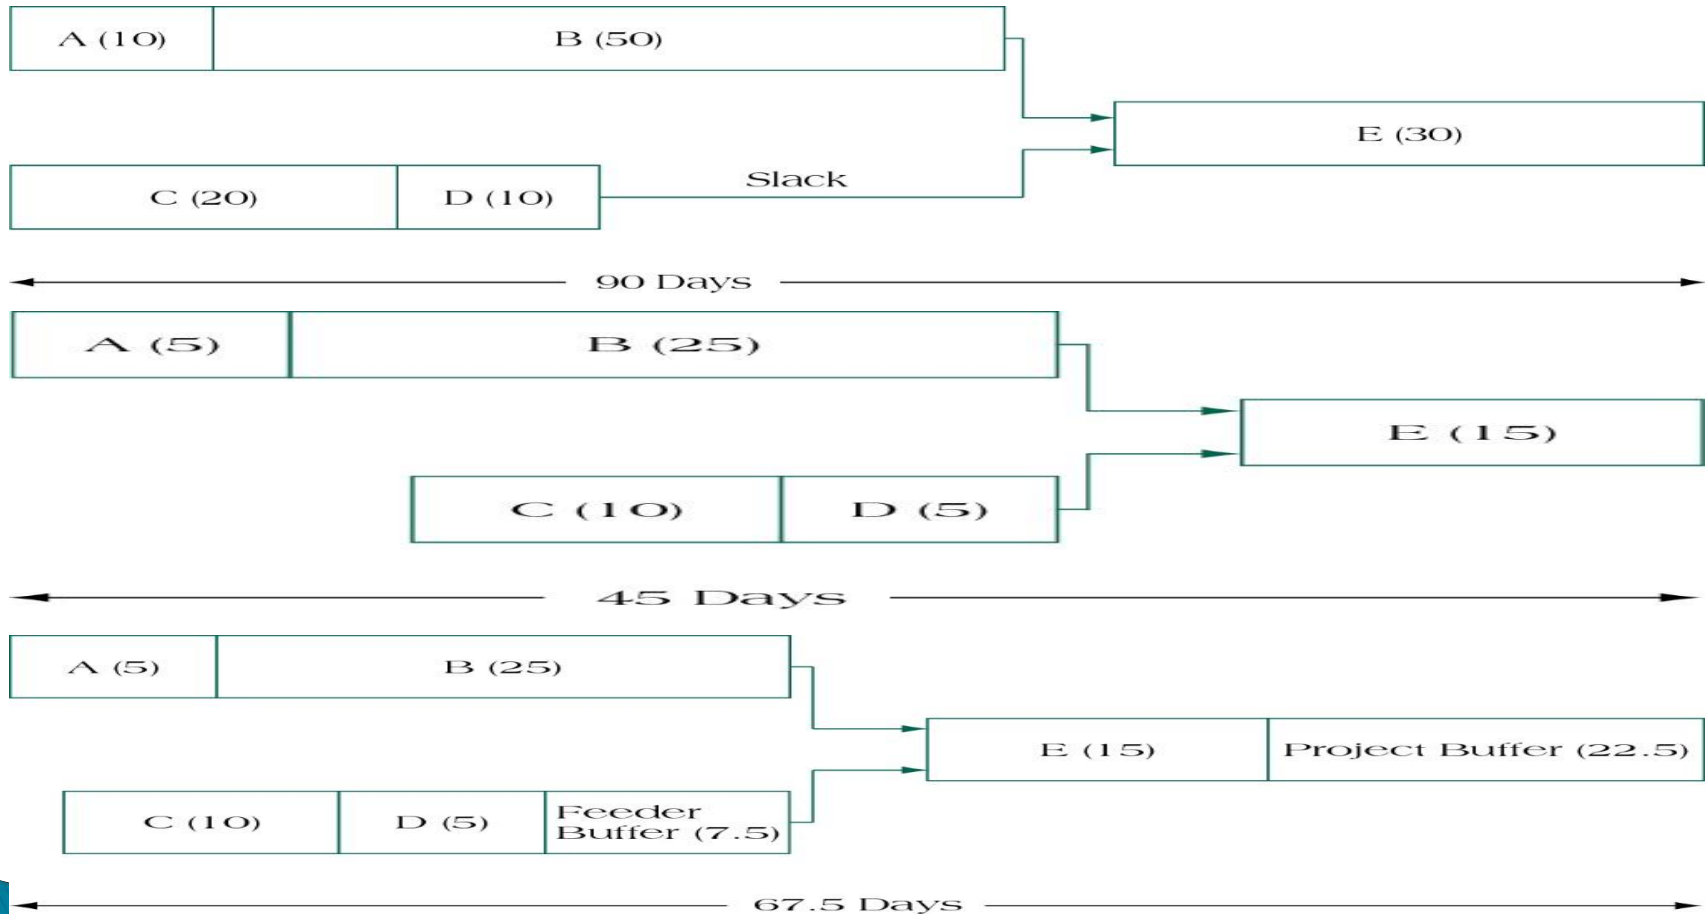 A (10)
B (50)
E (30)
Slack
C (20)
D (10)
90 Days
A (5)
B (25)
E (15)
C (10)
D (5)
45 Days
A (5)
B (25)
E (15)
Project Buffer (22.5)
C (10)
D (5)
Feeder
Buffer (7.5)
67.5 Days